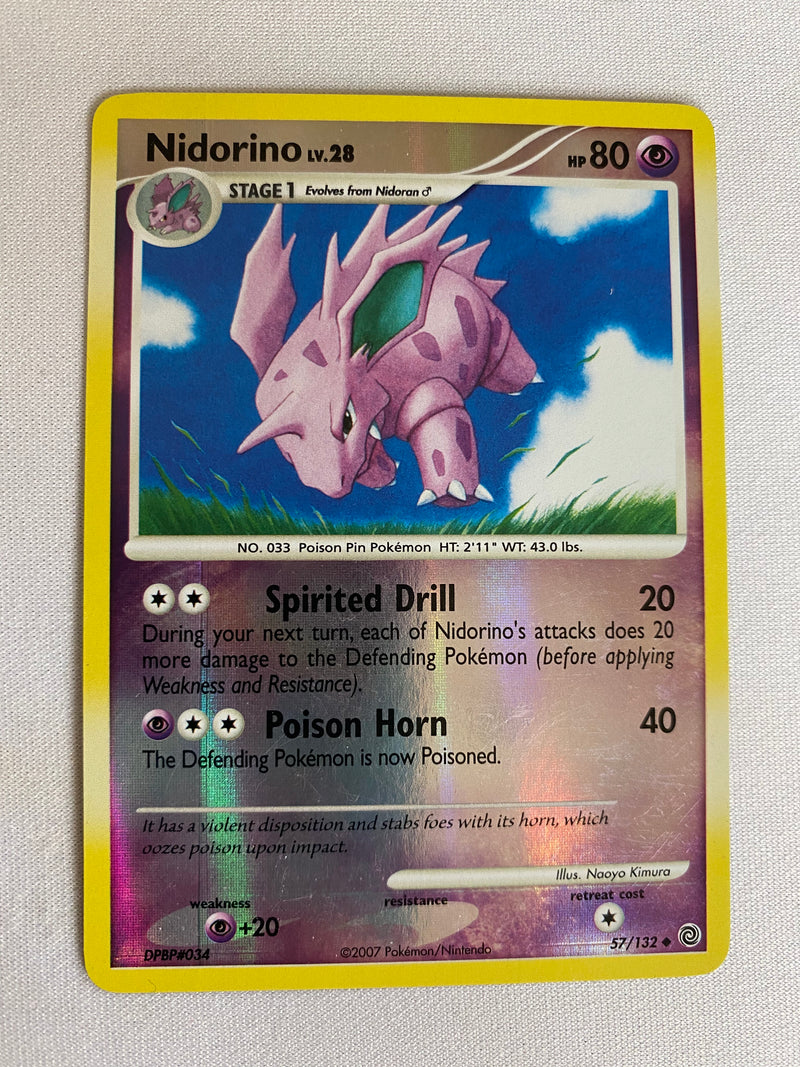 Nidorino LV.28
HP 80
STAGE 1 Evolves from Nidoran ♂
NO. 033 Poison Pin Pokémon HT: 2'11" WT: 43.0 lbs.
Spirited Drill 20
During your next turn, each of Nidorino's attacks does 20
more damage to the Defending Pokémon (before applying
Weakness and Resistance).
Poison Horn 40
The Defending Pokémon is now Poisoned.
It has a violent disposition and stabs foes with its horn, which
oozes poison upon impact.
Illus. Naoyo Kimura
weakness resistance retreat cost
+20
57/132
DPBP#034 ©2007 Pokémon/Nintendo